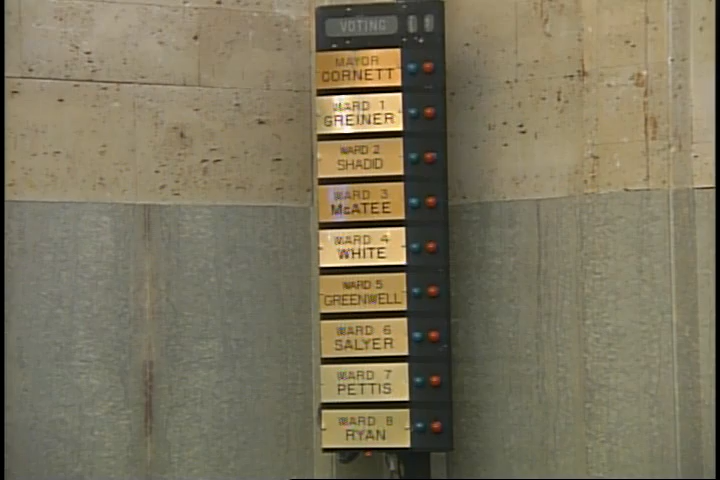 VOTING
MAYOR
CORNETT
WARD 1
GREINER
WARD 2
SHADID
WARD 3
McATEE
WARD 4
WHITE
WARD 5
GREENWELL
WARD 6
SALYER
WARD 7
PETTIS
WARD 8
RYAN